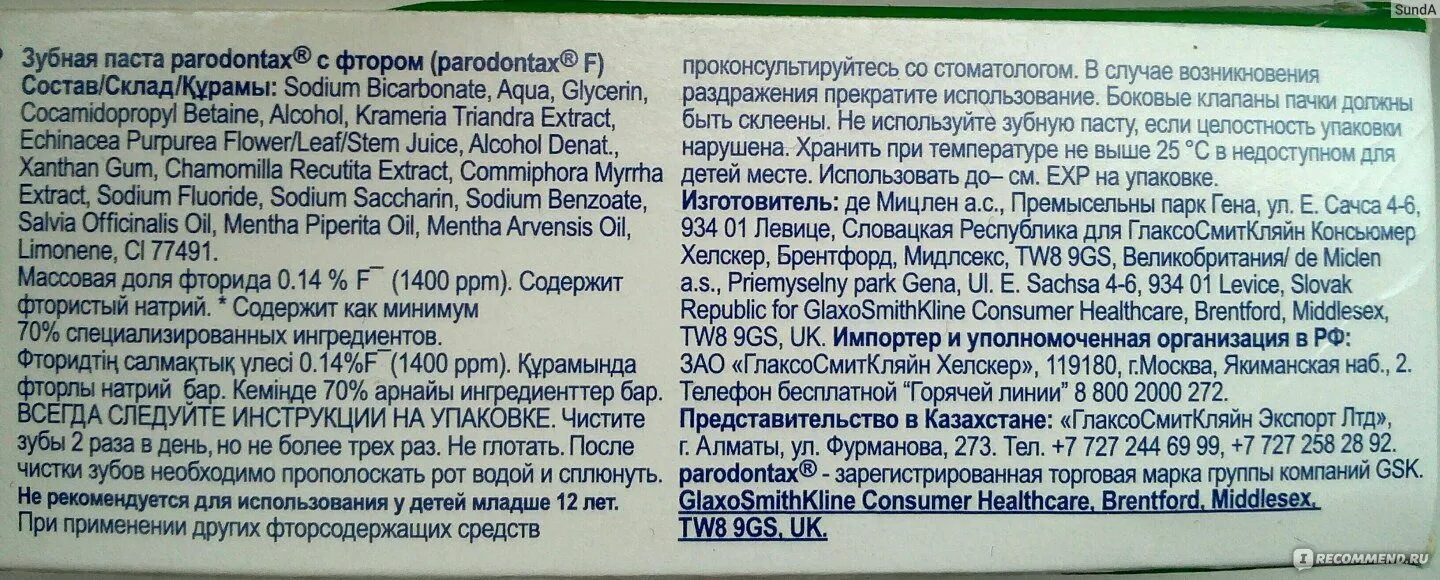 SundA
Зубная паста parodontax® с фтором (parodontax® F)
Состав/Склад/Құрамы: Sodium Bicarbonate, Aqua, Glycerin,
Cocamidopropyl Betaine, Alcohol, Krameria Triandra Extract,
Echinacea Purpurea Flower/Leaf/Stem Juice, Alcohol Denat.,
Xanthan Gum, Chamomilla Recutita Extract, Commiphora Myrrha
Extract, Sodium Fluoride, Sodium Saccharin, Sodium Benzoate,
Salvia Officinalis Oil, Mentha Piperita Oil, Mentha Arvensis Oil,
Limonene, CI 77491.
Массовая доля фторида 0.14 % F⁻ (1400 ppm). Содержит
фтористый натрий. * Содержит как минимум
70% специализированных ингредиентов.
Фторидтің салмақтық үлесі 0.14%F⁻ (1400 ppm). Құрамында
фторлы натрий бар. Кемінде 70% арнайы ингредиенттер бар.
ВСЕГДА СЛЕДУЙТЕ ИНСТРУКЦИИ НА УПАКОВКЕ. Чистите
зубы 2 раза в день, но не более трех раз. Не глотать. После
чистки зубов необходимо прополоскать рот водой и сплюнуть.
Не рекомендуется для использования у детей младше 12 лет.
При применении других фторсодержащих средств
проконсультируйтесь со стоматологом. В случае возникновения
раздражения прекратите использование. Боковые клапаны пачки должны
быть склеены. Не используйте зубную пасту, если целостность упаковки
нарушена. Хранить при температуре не выше 25 °C в недоступном для
детей месте. Использовать до– см. EXP на упаковке.
Изготовитель: де Мицлен а.с., Премысельны парк Гена, ул. Е. Сачса 4-6,
934 01 Левице, Словацкая Республика для ГлаксоСмитКляйн Консьюмер
Хелскер, Брентфорд, Мидлсекс, TW8 9GS, Великобритания/ de Miclen
a.s., Priemyselny park Gena, Ul. E. Sachsa 4-6, 934 01 Levice, Slovak
Republic for GlaxoSmithKline Consumer Healthcare, Brentford, Middlesex,
TW8 9GS, UK. Импортер и уполномоченная организация в РФ:
ЗАО «ГлаксоСмитКляйн Хелскер», 119180, г.Москва, Якиманская наб., 2.
Телефон бесплатной "Горячей линии" 8 800 2000 272.
Представительство в Казахстане: «ГлаксоСмитКляйн Экспорт Лтд»,
г. Алматы, ул. Фурманова, 273. Тел. +7 727 244 69 99, +7 727 258 28 92.
parodontax® - зарегистрированная торговая марка группы компаний GSK.
GlaxoSmithKline Consumer Healthcare, Brentford, Middlesex,
TW8 9GS, UK.
I RECOMMEND.RU